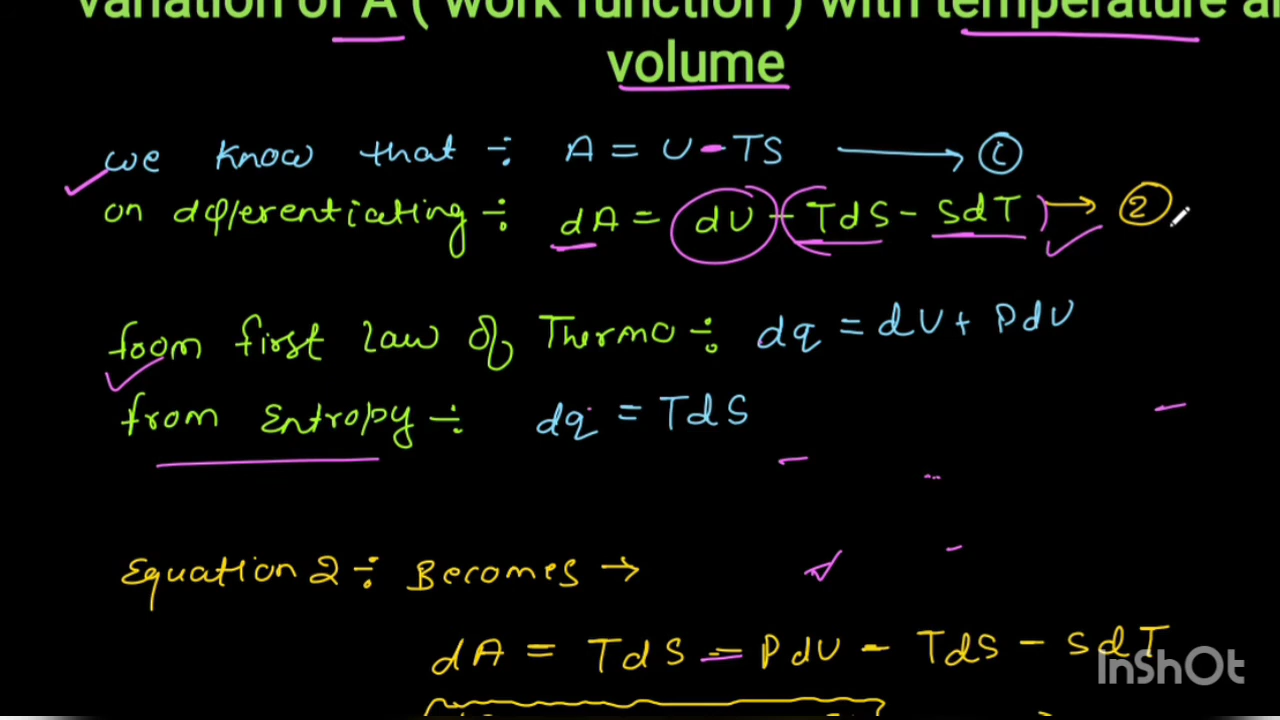 variation of A ( work function ) with temperature
volume
we know that ÷ A = U - TS ⟶ ①
on differenticating ÷ dA = dU - TdS - SdT → ②
from first law of Thermo ÷ dq = dU + PdV
from Entropy ÷ dq = TdS
Equation 2 ÷ Becomes →
dA = TdS - PdV - TdS - SdT
InShOt